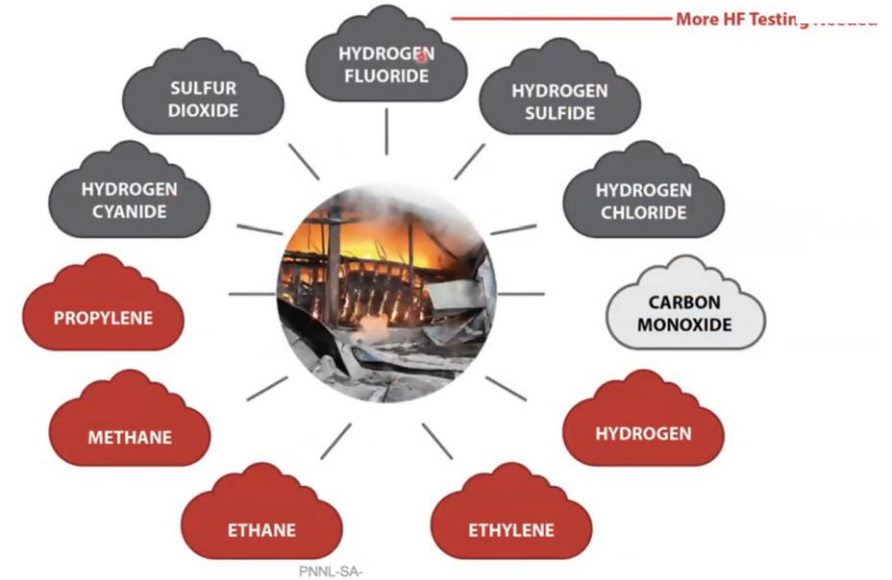 More HF Testing
HYDROGEN
FLUORIDE
SULFUR
DIOXIDE
HYDROGEN
SULFIDE
HYDROGEN
CYANIDE
HYDROGEN
CHLORIDE
PROPYLENE
CARBON
MONOXIDE
METHANE
HYDROGEN
ETHANE
ETHYLENE
PNNL-SA-